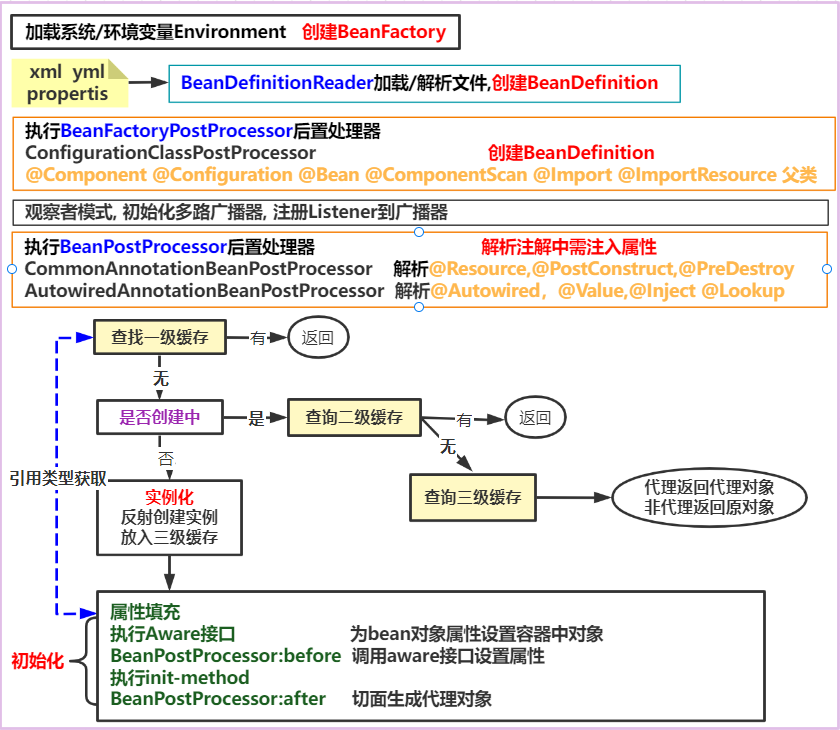 加载系统/环境变量Environment 创建BeanFactory
xml yml
propertis
BeanDefinitionReader加载/解析文件,创建BeanDefinition
执行BeanFactoryPostProcessor后置处理器
ConfigurationClassPostProcessor 创建BeanDefinition
@Component @Configuration @Bean @ComponentScan @Import @ImportResource 父类
观察者模式, 初始化多路广播器, 注册Listener到广播器
执行BeanPostProcessor后置处理器 解析注解中需注入属性
CommonAnnotationBeanPostProcessor 解析@Resource,@PostConstruct,@PreDestroy
AutowiredAnnotationBeanPostProcessor 解析@Autowired，@Value,@Inject @Lookup
查找一级缓存
有
返回
无
是否创建中
是
查询二级缓存
有
返回
否
无
引用类型获取
实例化
反射创建实例
放入三级缓存
查询三级缓存
代理返回代理对象
非代理返回原对象
属性填充
执行Aware接口 为bean对象属性设置容器中对象
BeanPostProcessor:before 调用aware接口设置属性
初始化
执行init-method
BeanPostProcessor:after 切面生成代理对象